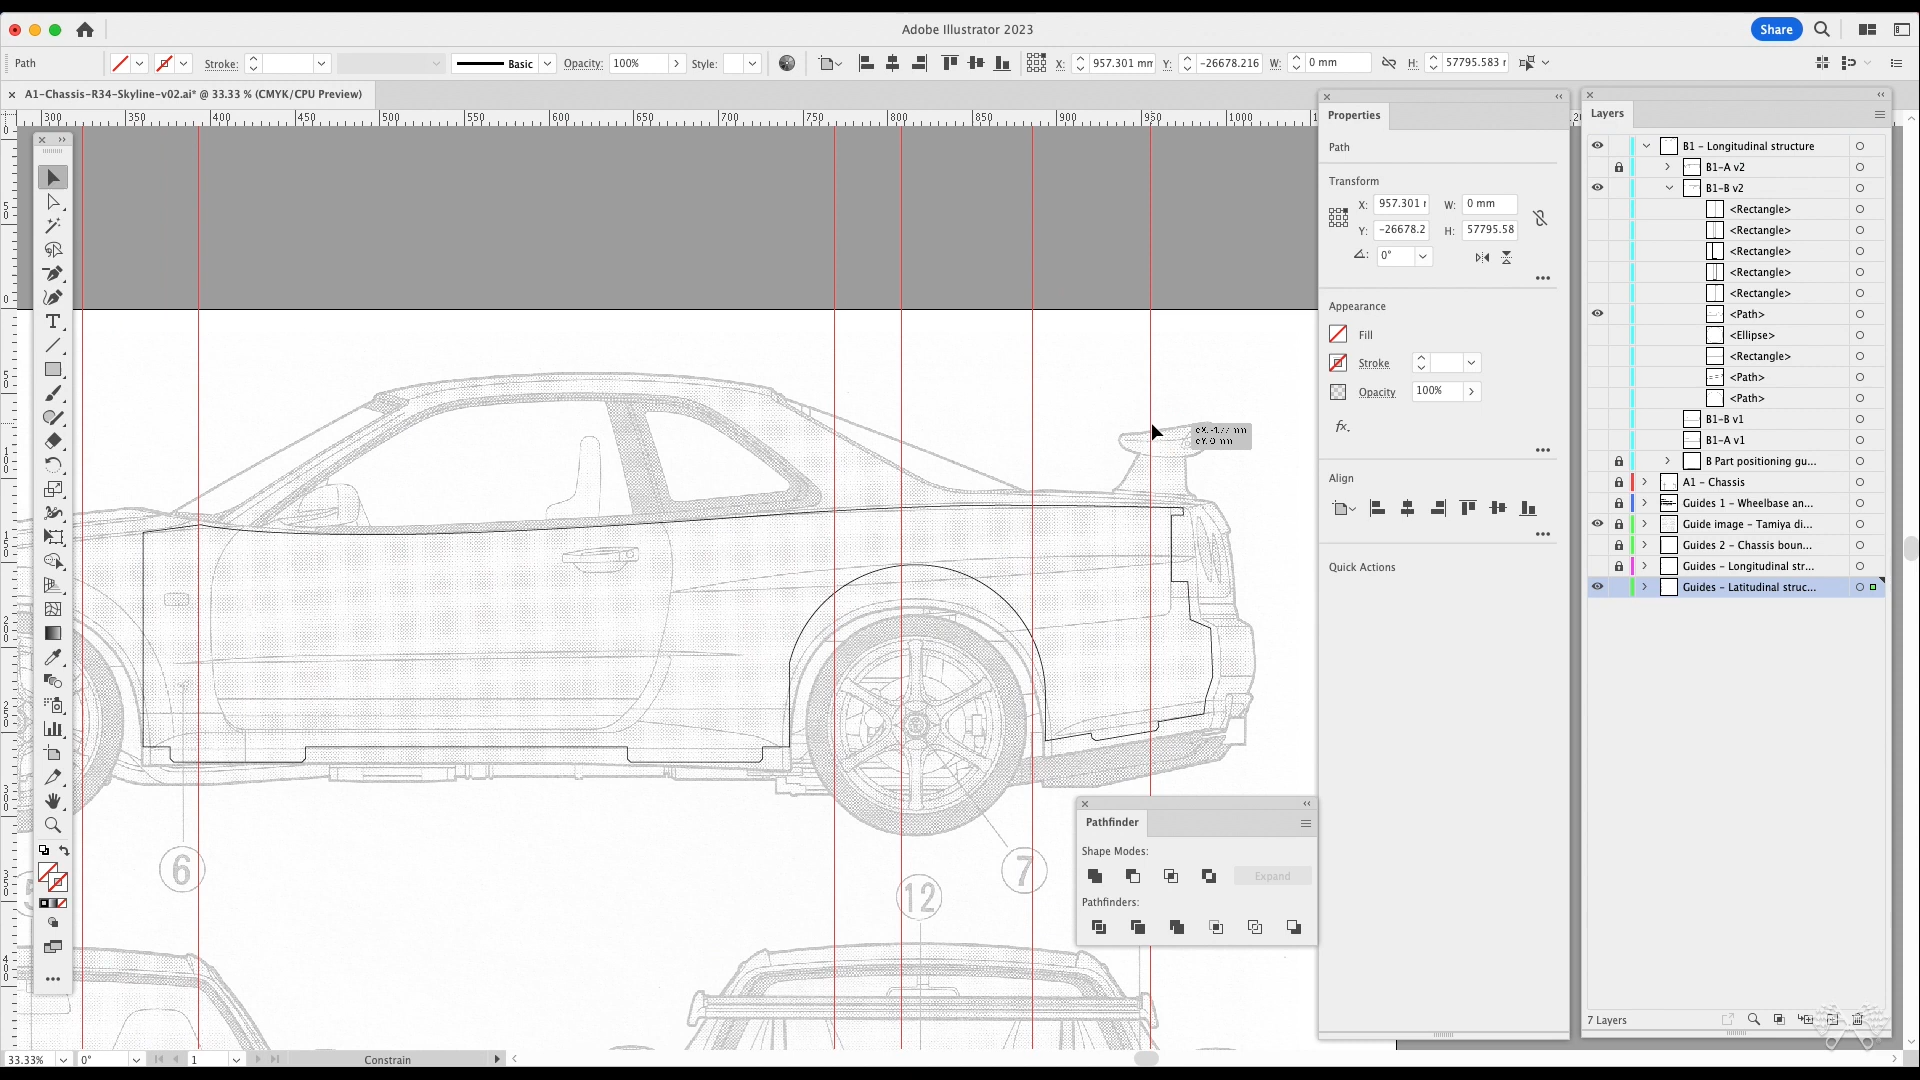 Adobe Illustrator 2023
Share
Path
Stroke:
Basic
Opacity:
100%
Style:
X:
957.301 mm
Y:
-26678.216
W:
0 mm
H:
57795.583 r
A1-Chassis-R34-Skyline-v02.ai* @ 33.33 % (CMYK/CPU Preview)
300
350
400
450
500
550
600
650
700
750
800
850
900
950
1000
Properties
Path
Transform
X:
957.301 r
W:
0 mm
Y:
-26678.2
H:
57795.58
0°
Appearance
Fill
Stroke
Opacity
100%
fx.
Align
Quick Actions
Layers
B1 - Longitudinal structure
B1-A v2
B1-B v2
<Rectangle>
<Rectangle>
<Rectangle>
<Rectangle>
<Rectangle>
<Path>
<Ellipse>
<Rectangle>
<Path>
<Path>
B1-B v1
B1-A v1
B Part positioning gu...
A1 - Chassis
Guides 1 - Wheelbase an...
Guide image - Tamiya di...
Guides 2 - Chassis boun...
Guides - Longitudinal str...
Guides - Latitudinal struc...
7 Layers
6
7
12
Pathfinder
Shape Modes:
Expand
Pathfinders:
33.33%
0°
1
Constrain